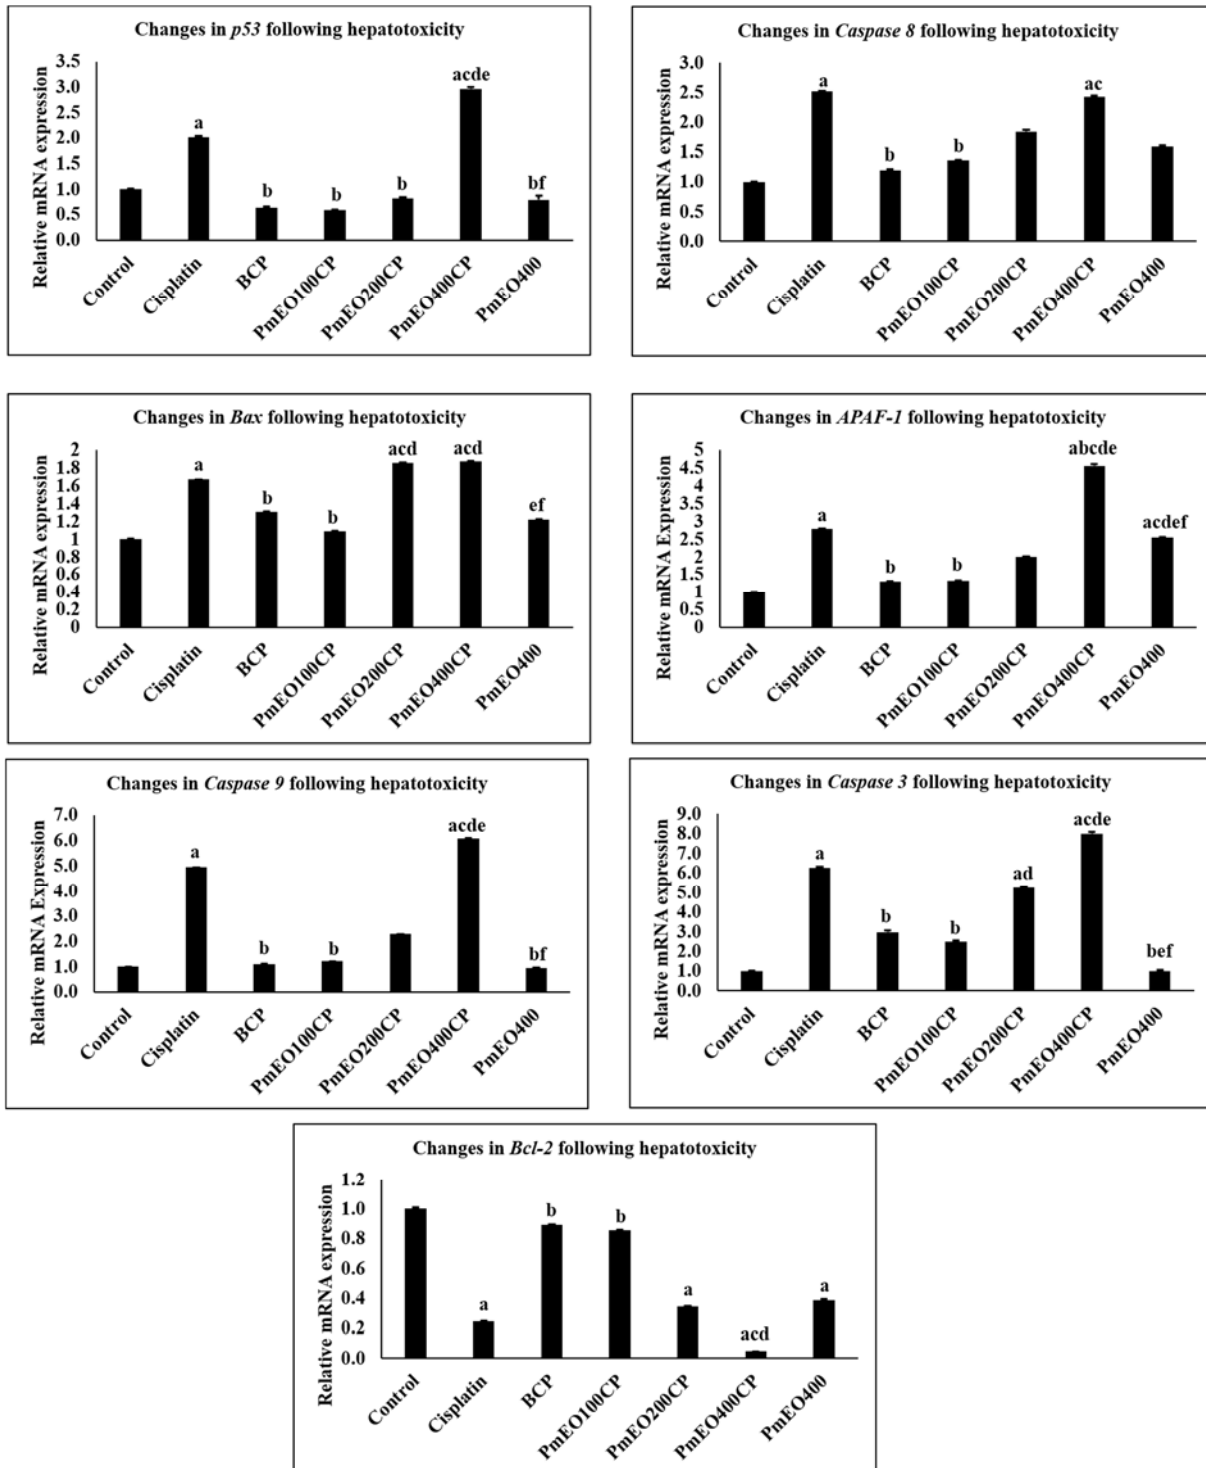 Changes in p53 following hepatotoxicity
Relative mRNA expression
3.5
3.0
2.5
2.0
1.5
1.0
0.5
0.0
a
b
b
b
acde
bf
Control
Cisplatin
BCP
PmEO100CP
PmEO200CP
PmEO400CP
PmEO400
Changes in Caspase 8 following hepatotoxicity
Relative mRNA expression
3.0
2.5
2.0
1.5
1.0
0.5
0.0
a
b
b
ac
Control
Cisplatin
BCP
PmEO100CP
PmEO200CP
PmEO400CP
PmEO400
Changes in Bax following hepatotoxicity
Relative mRNA expression
2
1.8
1.6
1.4
1.2
1
0.8
0.6
0.4
0.2
0
a
b
b
acd
acd
ef
Control
Cisplatin
BCP
PmEO100CP
PmEO200CP
PmEO400CP
PmEO400
Changes in APAF-1 following hepatotoxicity
Relative mRNA Expression
5
4.5
4
3.5
3
2.5
2
1.5
1
0.5
0
a
b
b
abcde
acdef
Control
Cisplatin
BCP
PmEO100CP
PmEO200CP
PmEO400CP
PmEO400
Changes in Caspase 9 following hepatotoxicity
Relative mRNA Expression
7.0
6.0
5.0
4.0
3.0
2.0
1.0
0.0
a
b
b
acde
bf
Control
Cisplatin
BCP
PmEO100CP
PmEO200CP
PmEO400CP
PmEO400
Changes in Caspase 3 following hepatotoxicity
Relative mRNA expression
9.0
8.0
7.0
6.0
5.0
4.0
3.0
2.0
1.0
0.0
a
b
b
ad
acde
bef
Control
Cisplatin
BCP
PmEO100CP
PmEO200CP
PmEO400CP
PmEO400
Changes in Bcl-2 following hepatotoxicity
Relative mRNA expression
1.2
1.0
0.8
0.6
0.4
0.2
0.0
a
b
b
a
acd
a
Control
Cisplatin
BCP
PmEO100CP
PmEO200CP
PmEO400CP
PmEO400